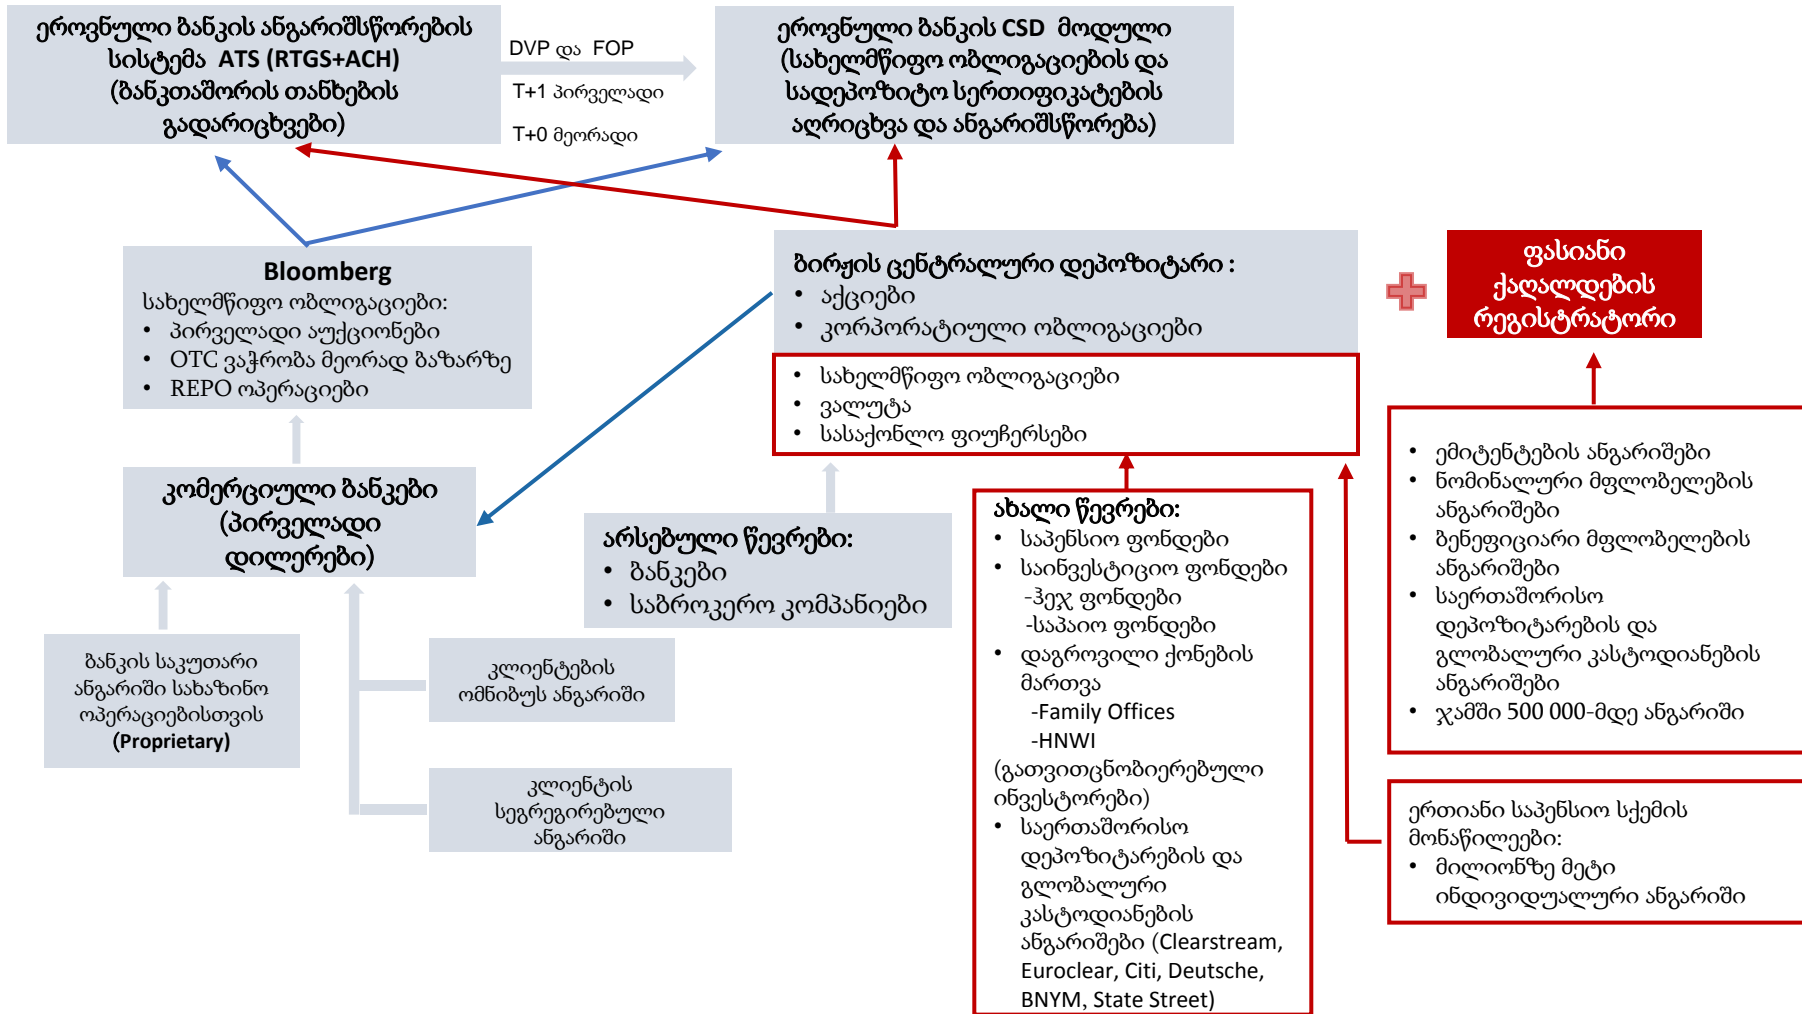 ეროვნული ბანკის ანგარიშსწორების
სისტემა ATS (RTGS+ACH)
(ბანკთაშორის თანხების
გადარიცხვები)
DVP და FOP
T+1 პირველადი
T+0 მეორადი
ეროვნული ბანკის CSD მოდული
(სახელმწიფო ობლიგაციების და
სადეპოზიტო სერთიფიკატების
აღრიცხვა და ანგარიშსწორება)
Bloomberg
სახელმწიფო ობლიგაციები:
• პირველადი აუქციონები
• OTC ვაჭრობა მეორად ბაზარზე
• REPO ოპერაციები
ბირჟის ცენტრალური დეპოზიტარი :
• აქციები
• კორპორატიული ობლიგაციები
• სახელმწიფო ობლიგაციები
• ვალუტა
• სასაქონლო ფიუჩერსები
ფასიანი
ქაღალდების
რეგისტრატორი
კომერციული ბანკები
(პირველადი
დილერები)
არსებული წევრები:
• ბანკები
• საბროკერო კომპანიები
ახალი წევრები:
• საპენსიო ფონდები
• საინვესტიციო ფონდები
-ჰეჯ ფონდები
-საპაიო ფონდები
• დაგროვილი ქონების
მართვა
-Family Offices
-HNWI
(გათვითცნობიერებული
ინვესტორები)
• საერთაშორისო
დეპოზიტარების და
გლობალური
კასტოდიანების
ანგარიშები (Clearstream,
Euroclear, Citi, Deutsche,
BNYM, State Street)
• ემიტენტების ანგარიშები
• ნომინალური მფლობელების
ანგარიშები
• ბენეფიციარი მფლობელების
ანგარიშები
• საერთაშორისო
დეპოზიტარების და
გლობალური კასტოდიანების
ანგარიშები
• ჯამში 500 000-მდე ანგარიში
ბანკის საკუთარი
ანგარიში სახაზინო
ოპერაციებისთვის
(Proprietary)
კლიენტების
ომნიბუს ანგარიში
კლიენტის
სეგრეგირებული
ანგარიში
ერთიანი საპენსიო სქემის
მონაწილეები:
• მილიონზე მეტი
ინდივიდუალური ანგარიში